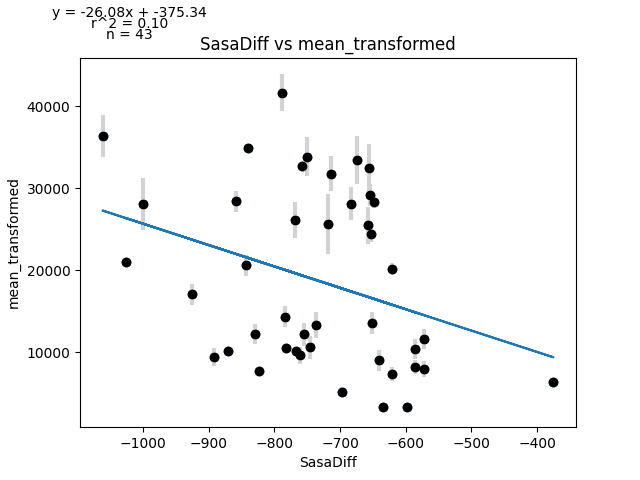 y = -26.08x + -375.34
r^2 = 0.10
n = 43
SasaDiff vs mean_transformed
40000
30000
20000
10000
mean_transformed
−1000 −900 −800 −700 −600 −500 −400
SasaDiff